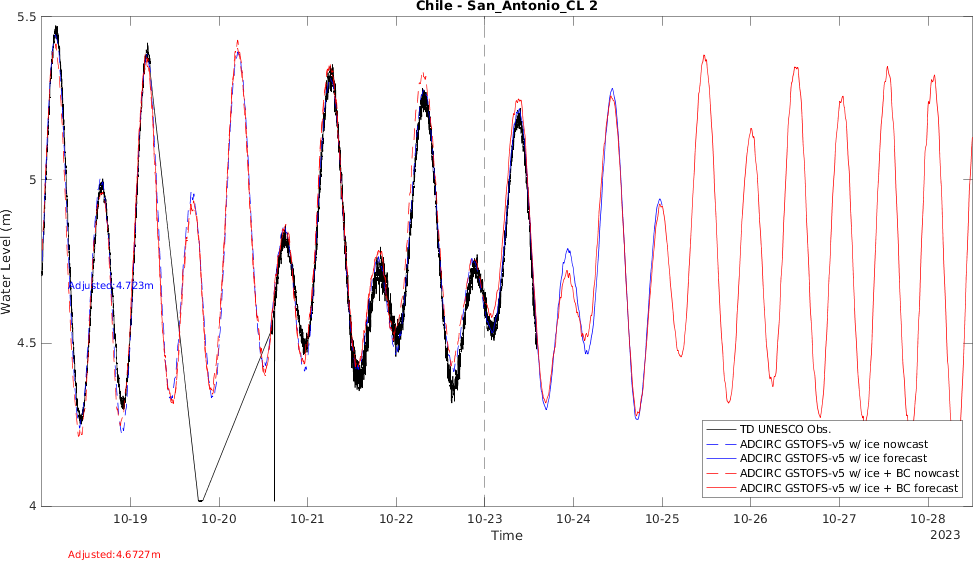 Chile - San_Antonio_CL 2
5.5
5
4.5
4
Water Level (m)
Adjusted:4.723m
TD UNESCO Obs.
ADCIRC GSTOFS-v5 w/ ice nowcast
ADCIRC GSTOFS-v5 w/ ice forecast
ADCIRC GSTOFS-v5 w/ ice + BC nowcast
ADCIRC GSTOFS-v5 w/ ice + BC forecast
10-19 10-20 10-21 10-22 10-23 10-24 10-25 10-26 10-27 10-28
Time
2023
Adjusted:4.6727m